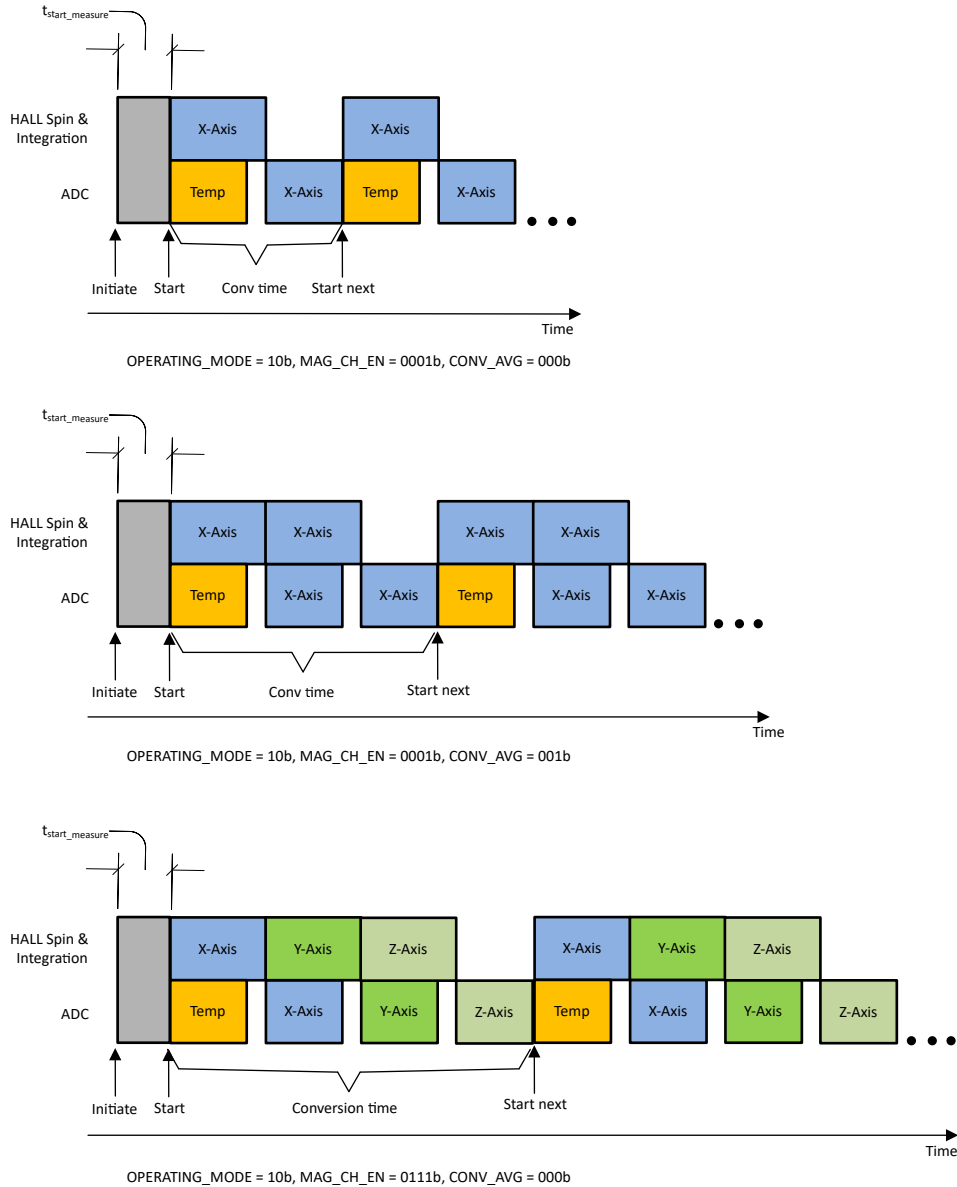 tstart_measure
HALL Spin &
Integration
X-Axis X-Axis
ADC
Temp X-Axis Temp X-Axis
Initiate Start Conv time Start next
Time
OPERATING_MODE = 10b, MAG_CH_EN = 0001b, CONV_AVG = 000b
tstart_measure
HALL Spin &
Integration
X-Axis X-Axis X-Axis X-Axis
ADC
Temp X-Axis X-Axis Temp X-Axis X-Axis
Initiate Start Conv time Start next
Time
OPERATING_MODE = 10b, MAG_CH_EN = 0001b, CONV_AVG = 001b
tstart_measure
HALL Spin &
Integration
X-Axis Y-Axis Z-Axis X-Axis Y-Axis Z-Axis
ADC
Temp X-Axis Y-Axis Z-Axis Temp X-Axis Y-Axis Z-Axis
Initiate Start Conversion time Start next
Time
OPERATING_MODE = 10b, MAG_CH_EN = 0111b, CONV_AVG = 000b